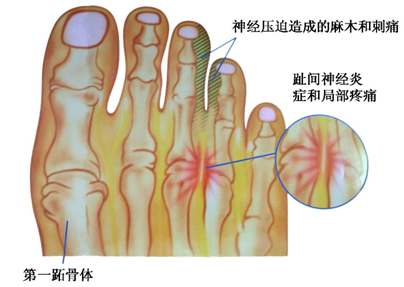 神经压迫造成的麻木和刺痛
趾间神经炎
症和局部疼痛
第一跖骨体